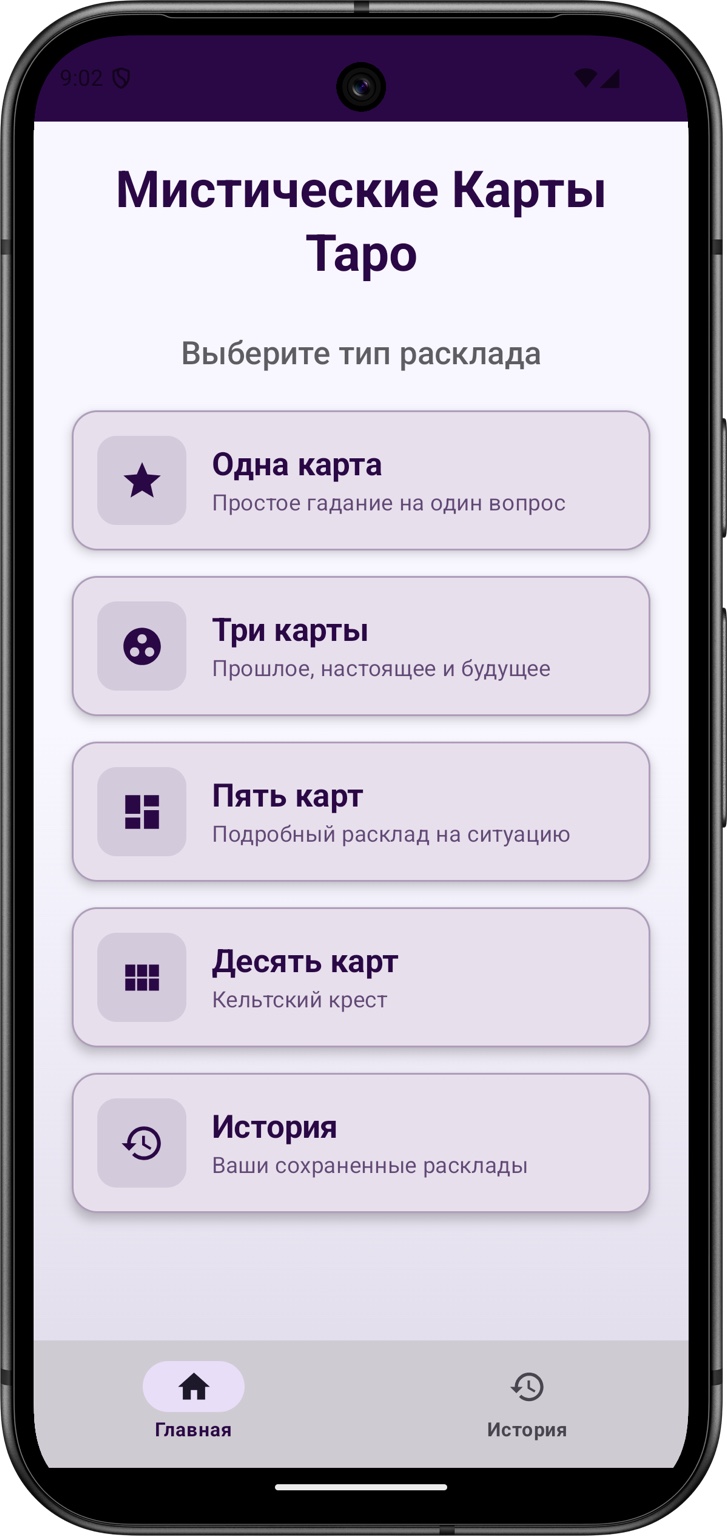 9:02
Мистические Карты
Таро
Выберите тип расклада
Одна карта
Простое гадание на один вопрос
Три карты
Прошлое, настоящее и будущее
Пять карт
Подробный расклад на ситуацию
Десять карт
Кельтский крест
История
Ваши сохраненные расклады
Главная
История